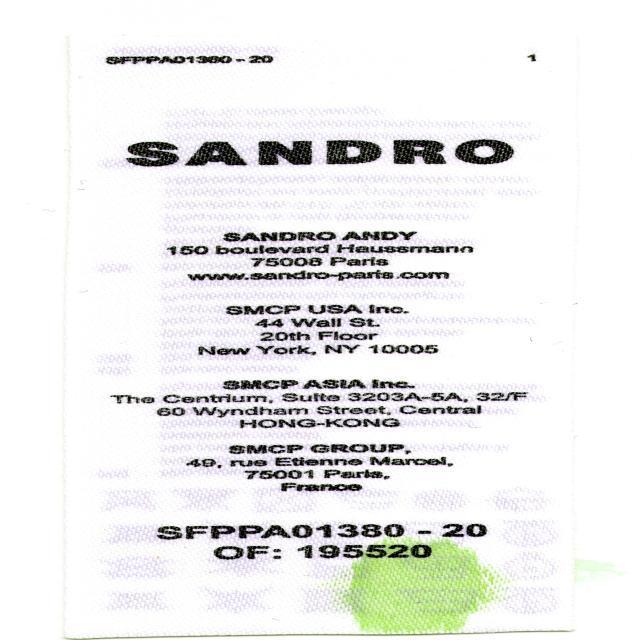 SFPPA01380 - 20 1
SANDRO
SANDRO ANDY
150 boulevard Haussmann
75008 Paris
www.sandro-paris.com
SMCP USA Inc.
44 Wall St.
20th Floor
New York, NY 10005
SMCP ASIA Inc.
The Centrium, Suite 3203A-5A, 32/F
60 Wyndham Street, Central
HONG-KONG
SMCP GROUP,
49, rue Etienne Marcel,
75001 Paris,
France
SFPPA01380 - 20
OF: 195520